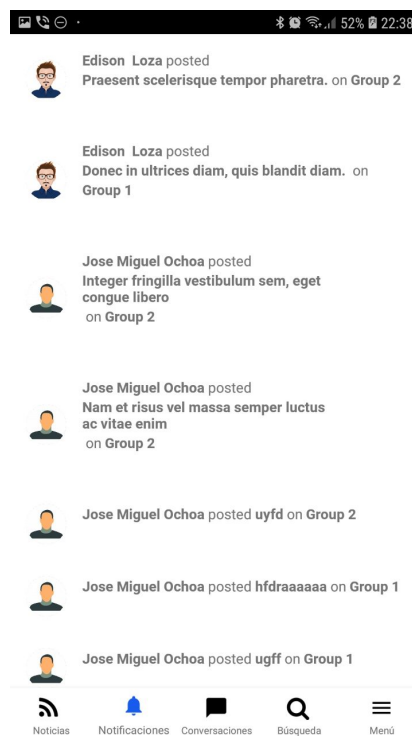 52% 22:38
Edison Loza posted
Praesent scelerisque tempor pharetra. on Group 2
Edison Loza posted
Donec in ultrices diam, quis blandit diam. on
Group 1
Jose Miguel Ochoa posted
Integer fringilla vestibulum sem, eget
congue libero
on Group 2
Jose Miguel Ochoa posted
Nam et risus vel massa semper luctus
ac vitae enim
on Group 2
Jose Miguel Ochoa posted uyfd on Group 2
Jose Miguel Ochoa posted hfdraaaaaa on Group 1
Jose Miguel Ochoa posted ugff on Group 1
Noticias Notificaciones Conversaciones Búsqueda Menú